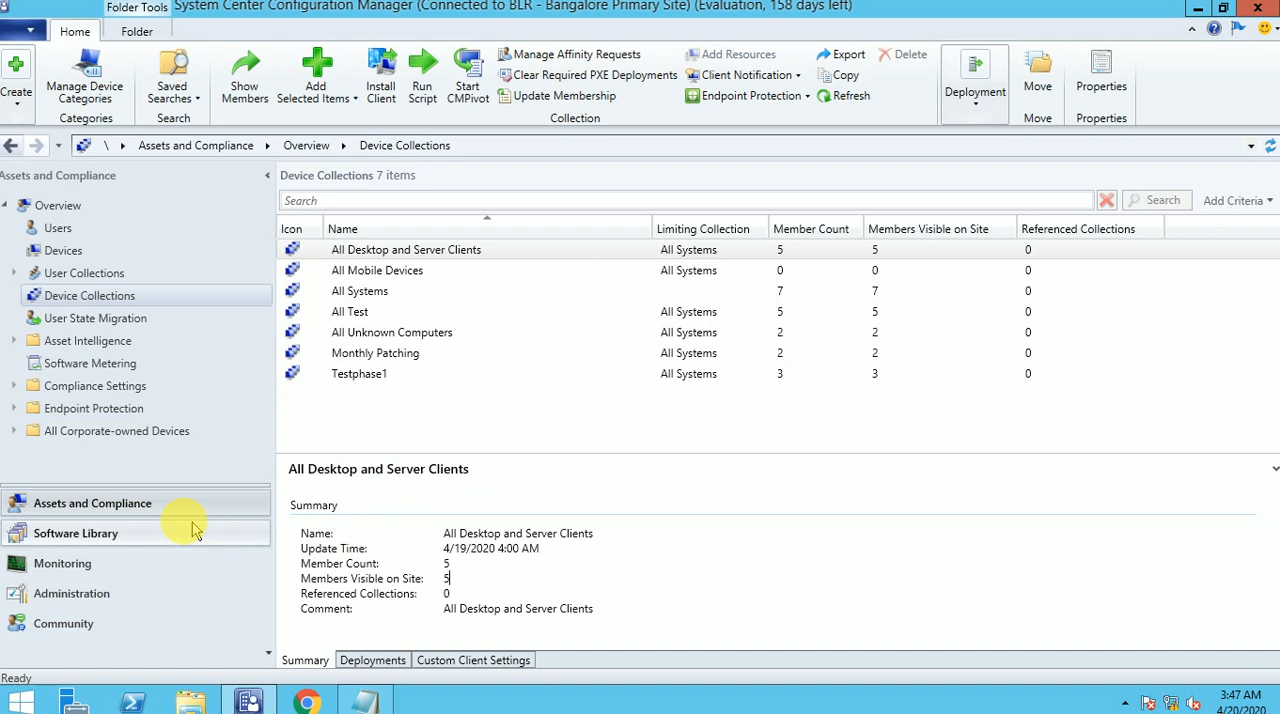 Folder Tools
System Center Configuration Manager (Connected to BLR - Bangalore Primary Site) (Evaluation, 158 days left)
Home
Folder
Create
Manage Device Categories
Saved Searches
Show Members
Add Selected Items
Install Client
Run Script
Start CMPivot
Manage Affinity Requests
Clear Required PXE Deployments
Update Membership
Add Resources
Client Notification
Endpoint Protection
Export
Copy
Refresh
Delete
Deployment
Move
Properties
Categories
Search
Collection
Move
Properties
\ Assets and Compliance Overview Device Collections
Assets and Compliance
Overview
Users
Devices
User Collections
Device Collections
User State Migration
Asset Intelligence
Software Metering
Compliance Settings
Endpoint Protection
All Corporate-owned Devices
Assets and Compliance
Software Library
Monitoring
Administration
Community
Device Collections 7 items
Search
Search
Add Criteria
Icon Name Limiting Collection Member Count Members Visible on Site Referenced Collections
All Desktop and Server Clients All Systems 5 5 0
All Mobile Devices All Systems 0 0 0
All Systems 7 7 0
All Test All Systems 5 5 0
All Unknown Computers All Systems 2 2 0
Monthly Patching All Systems 2 2 0
Testphase1 All Systems 3 3 0
All Desktop and Server Clients
Summary
Name: All Desktop and Server Clients
Update Time: 4/19/2020 4:00 AM
Member Count: 5
Members Visible on Site: 5
Referenced Collections: 0
Comment: All Desktop and Server Clients
Summary Deployments Custom Client Settings
Ready
3:47 AM
4/20/2020